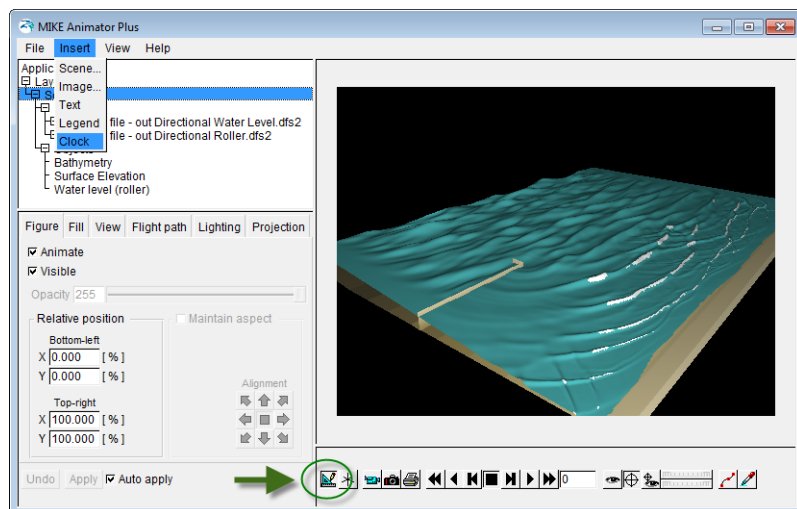 MIKE Animator Plus
File Insert View Help
Applic
Lay
S
Scene...
Image...
Text
Legend
Clock
file - out Directional Water Level.dfs2
file - out Directional Roller.dfs2
Bathymetry
Surface Elevation
Water level (roller)
Figure Fill View Flight path Lighting Projection
Animate
Visible
Opacity 255
Relative position
Maintain aspect
Bottom-left
X 0.000 [%]
Y 0.000 [%]
Top-right
X 100.000 [%]
Y 100.000 [%]
Alignment
Undo Apply Auto apply
0